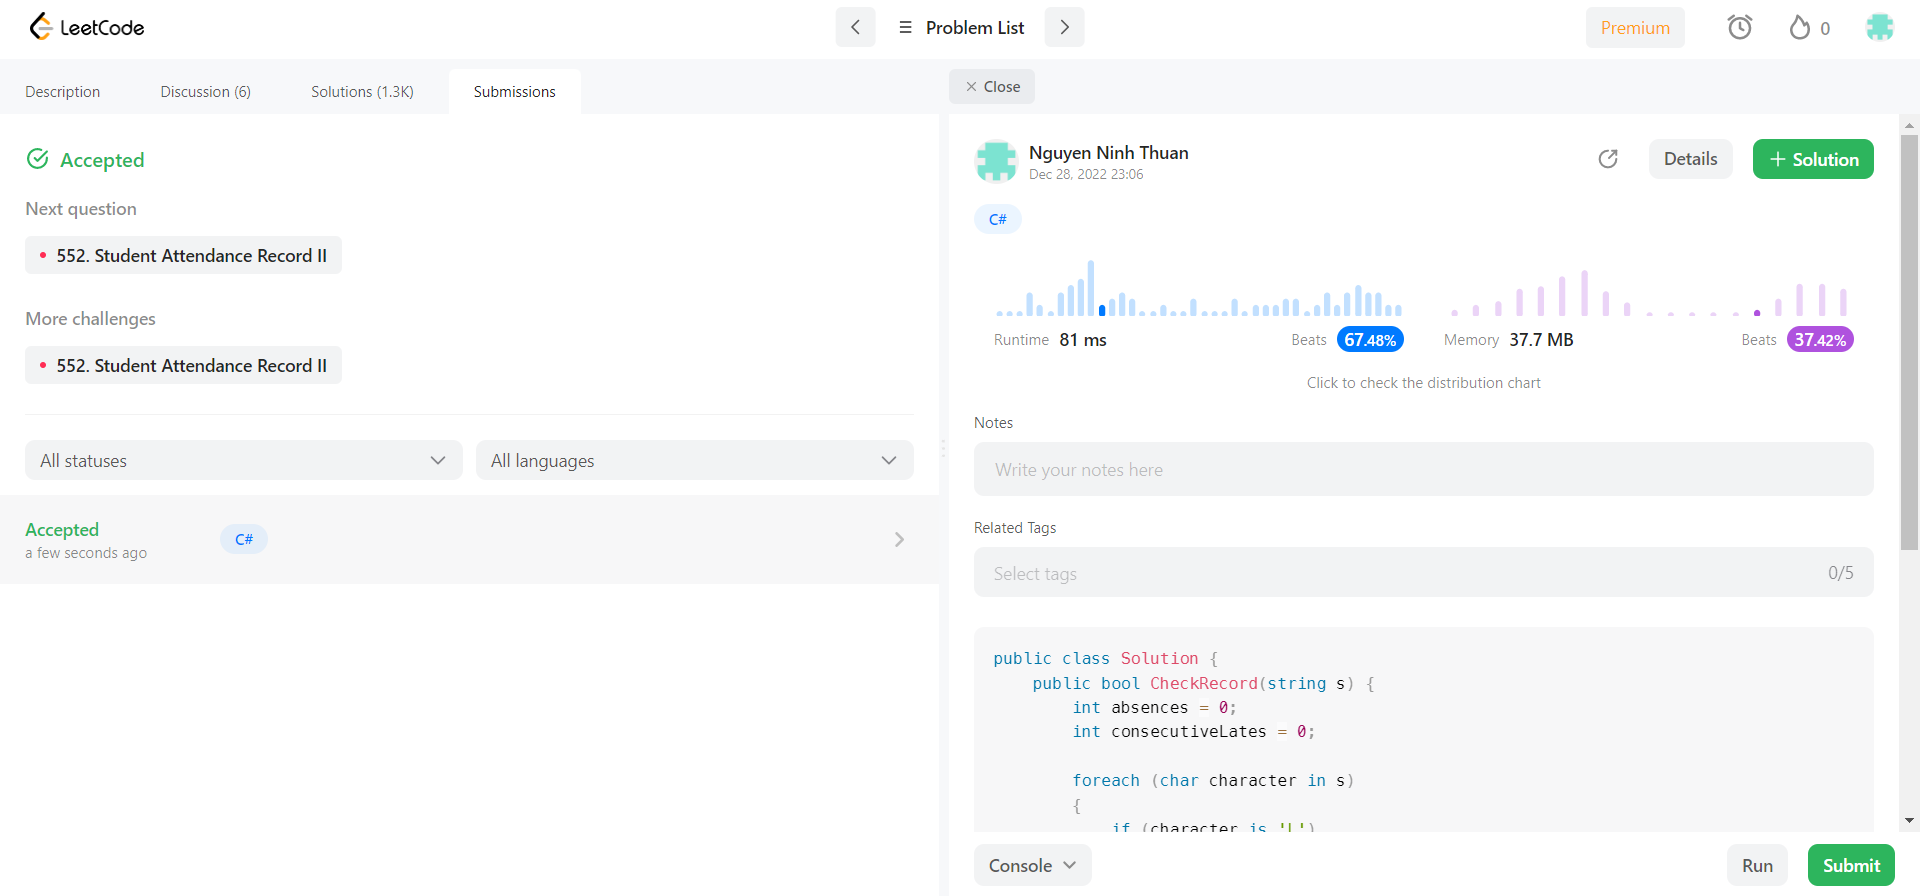 LeetCode
Problem List
Premium
0
Description
Discussion (6)
Solutions (1.3K)
Submissions
Accepted
Next question
552. Student Attendance Record II
More challenges
552. Student Attendance Record II
All statuses
All languages
Accepted
a few seconds ago
C#
Close
Nguyen Ninh Thuan
Dec 28, 2022 23:06
Details
+ Solution
C#
Runtime 81 ms
Beats 67.48%
Memory 37.7 MB
Beats 37.42%
Click to check the distribution chart
Notes
Write your notes here
Related Tags
Select tags
0/5
public class Solution {
public bool CheckRecord(string s) {
int absences = 0;
int consecutiveLates = 0;
foreach (char character in s)
{
if (character is 'L')
Console
Run
Submit